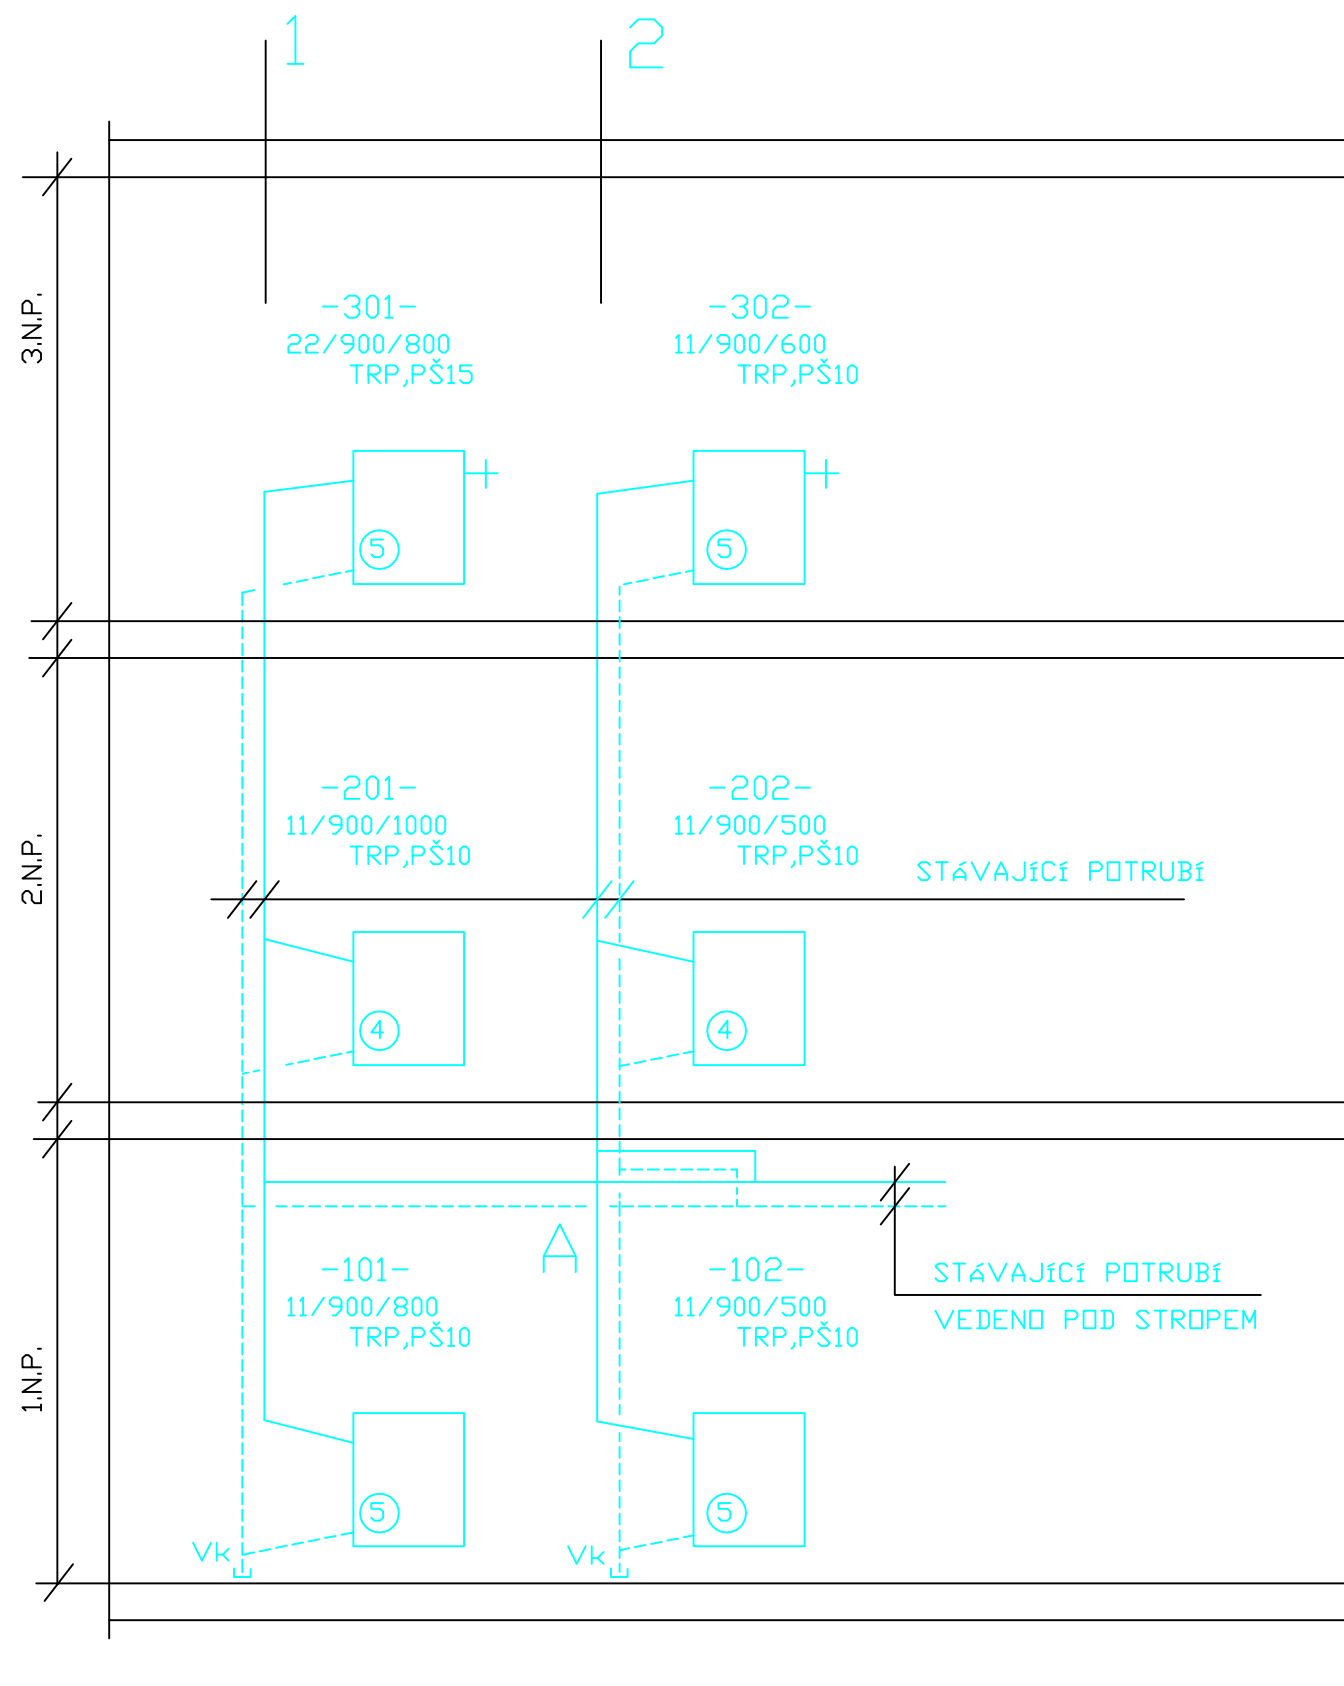 1
2
3.N.P.
-301-
22/900/800
TRP,PŠ15
5
-302-
11/900/600
TRP,PŠ10
5
2.N.P.
-201-
11/900/1000
TRP,PŠ10
4
-202-
11/900/500
TRP,PŠ10
4
STáVAJíCí POTRUBí
A
1.N.P.
-101-
11/900/800
TRP,PŠ10
5
Vk
-102-
11/900/500
TRP,PŠ10
5
Vk
STáVAJíCí POTRUBí
VEDENO POD STROPEM